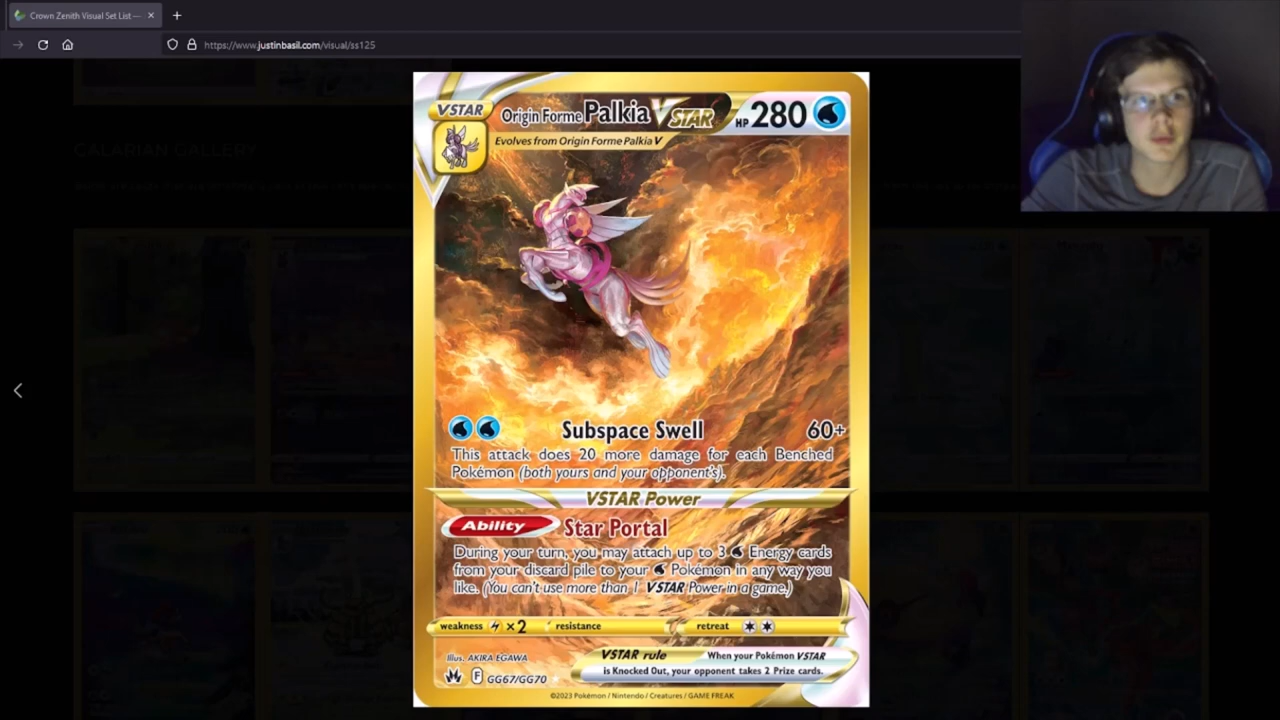 Crown Zenith Visual Set List —
https://www.justinbasil.com/visual/ss125
GALARIAN GALLERY
VSTAR
Origin Forme Palkia VSTAR HP 280
Evolves from Origin Forme Palkia V
Subspace Swell 60+
This attack does 20 more damage for each Benched
Pokémon (both yours and your opponent's).
VSTAR Power
Ability Star Portal
During your turn, you may attach up to 3 Energy cards
from your discard pile to your Pokémon in any way you
like. (You can't use more than 1 VSTAR Power in a game.)
weakness ×2 resistance retreat
Illus. AKIRA EGAWA
VSTAR rule When your Pokémon VSTAR
is Knocked Out, your opponent takes 2 Prize cards.
F GG67/GG70
©2023 Pokémon / Nintendo / Creatures / GAME FREAK